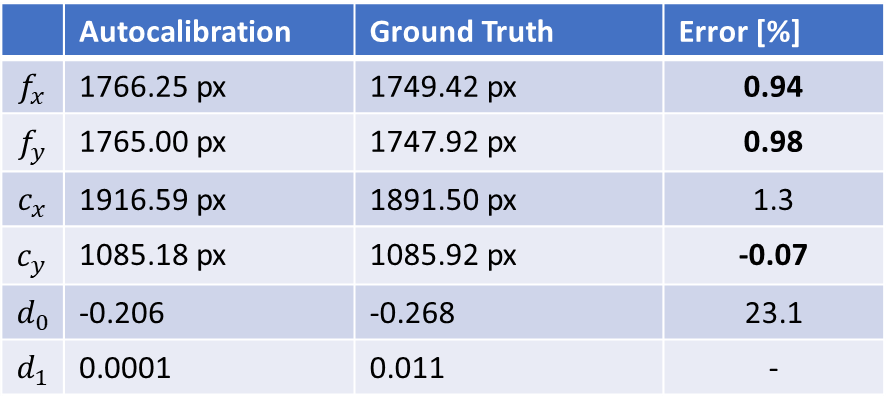 Autocalibration Ground Truth Error [%]
fₓ 1766.25 px 1749.42 px 0.94
f_y 1765.00 px 1747.92 px 0.98
cₓ 1916.59 px 1891.50 px 1.3
c_y 1085.18 px 1085.92 px -0.07
d₀ -0.206 -0.268 23.1
d₁ 0.0001 0.011 -